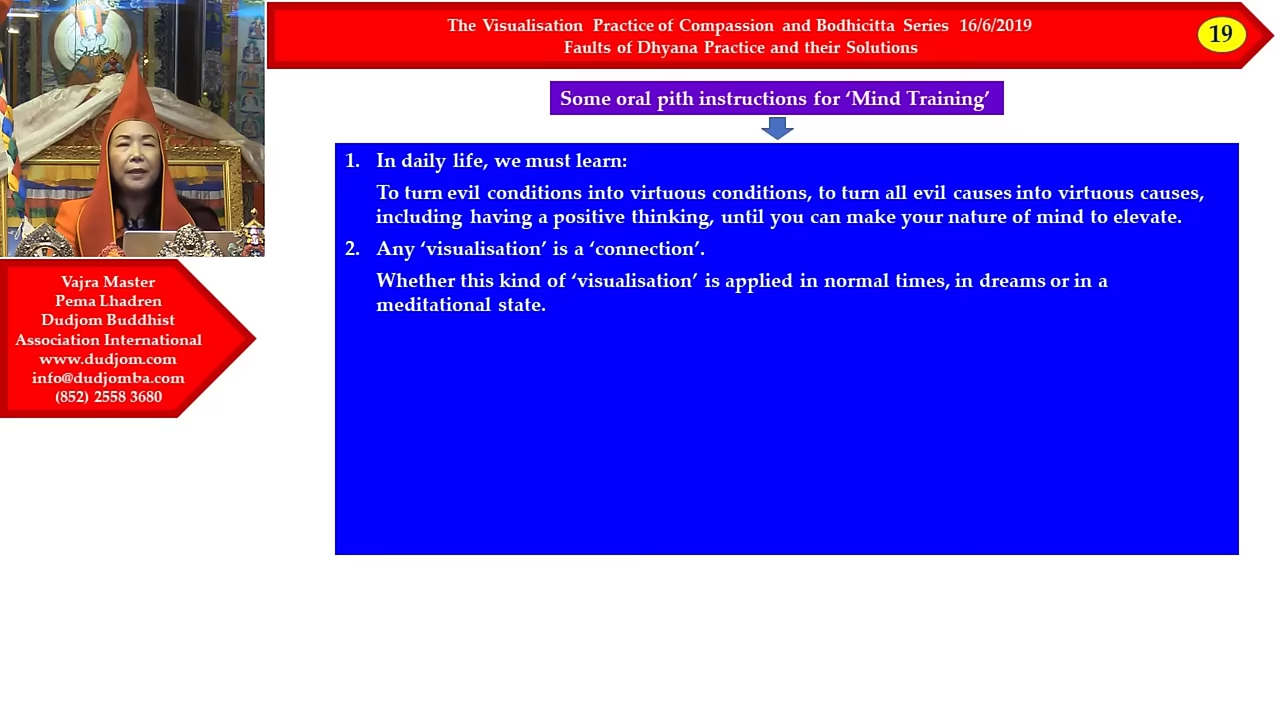 The Visualisation Practice of Compassion and Bodhicitta Series 16/6/2019
Faults of Dhyana Practice and their Solutions
19
Some oral pith instructions for ‘Mind Training’
1. In daily life, we must learn:
To turn evil conditions into virtuous conditions, to turn all evil causes into virtuous causes,
including having a positive thinking, until you can make your nature of mind to elevate.
2. Any ‘visualisation’ is a ‘connection’.
Whether this kind of ‘visualisation’ is applied in normal times, in dreams or in a
meditational state.
Vajra Master
Pema Lhadren
Dudjom Buddhist
Association International
www.dudjom.com
info@dudjomba.com
(852) 2558 3680